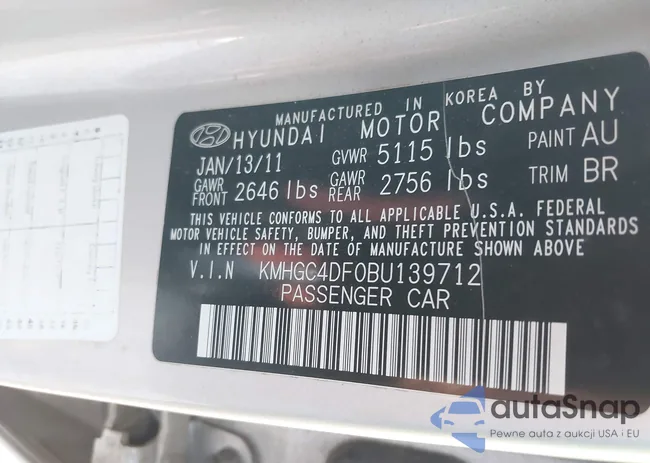 MANUFACTURED IN KOREA BY
HYUNDAI MOTOR COMPANY
JAN/13/11 GVWR 5115 lbs PAINT AU
GAWR FRONT 2646 lbs GAWR REAR 2756 lbs TRIM BR
THIS VEHICLE CONFORMS TO ALL APPLICABLE U.S.A. FEDERAL
MOTOR VEHICLE SAFETY, BUMPER, AND THEFT PREVENTION STANDARDS
IN EFFECT ON THE DATE OF MANUFACTURE SHOWN ABOVE
V.I.N KMHGC4DF0BU139712
PASSENGER CAR
autaSnap
Pewne auta z aukcji USA i EU